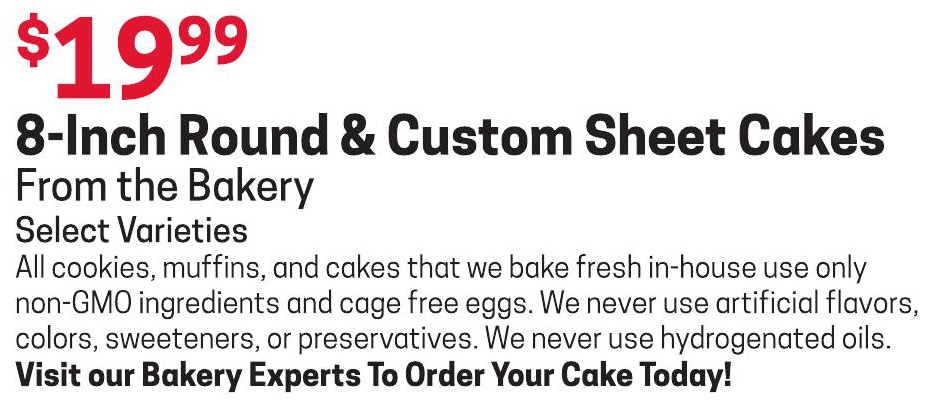 $19.99
8-Inch Round & Custom Sheet Cakes
From the Bakery
Select Varieties
All cookies, muffins, and cakes that we bake fresh in-house use only
non-GMO ingredients and cage free eggs. We never use artificial flavors,
colors, sweeteners, or preservatives. We never use hydrogenated oils.
Visit our Bakery Experts To Order Your Cake Today!